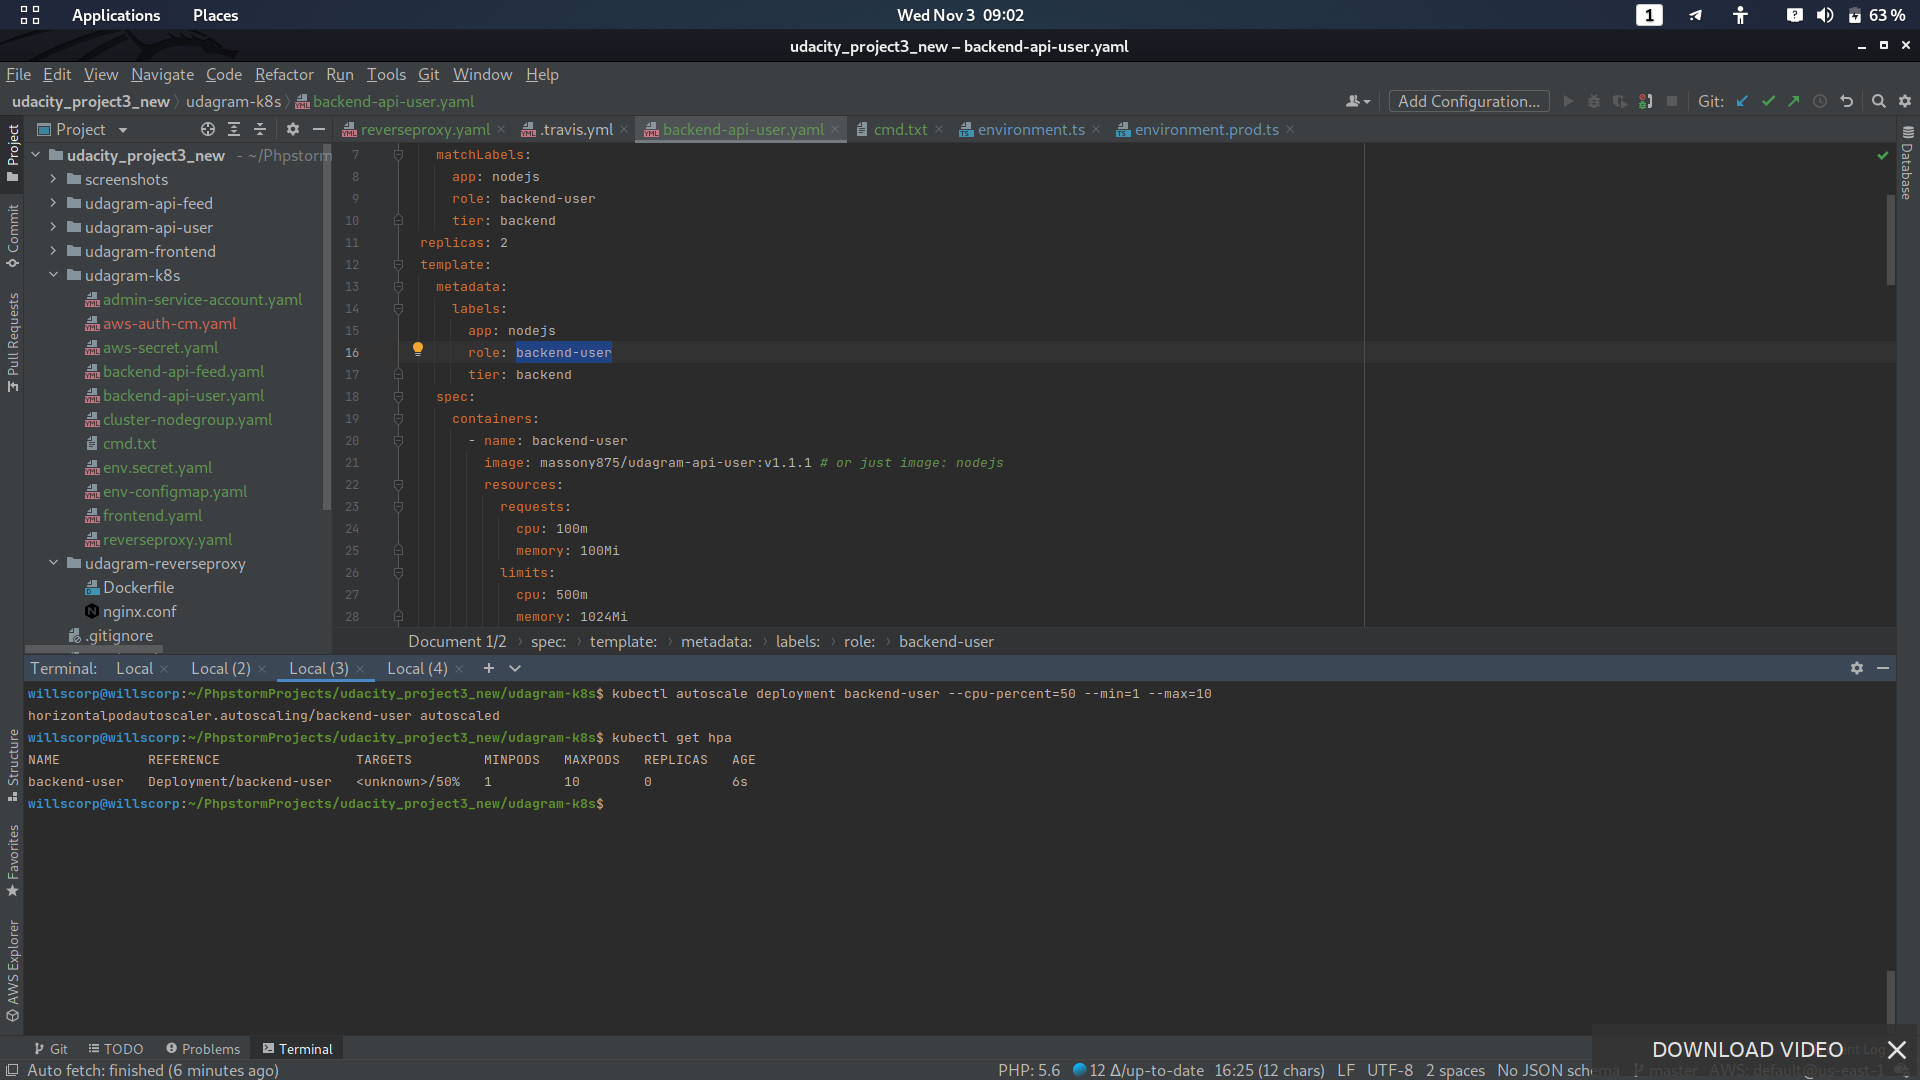 Applications Places Wed Nov 3 09:02 1 63 %
udacity_project3_new – backend-api-user.yaml
File Edit View Navigate Code Refactor Run Tools Git Window Help
udacity_project3_new udagram-k8s backend-api-user.yaml Add Configuration... Git:
Project reverseproxy.yaml .travis.yml backend-api-user.yaml cmd.txt environment.ts environment.prod.ts
Project
Commit
Pull Requests
Structure
Favorites
AWS Explorer
Database
udacity_project3_new - ~/Phpstorm
screenshots
udagram-api-feed
udagram-api-user
udagram-frontend
udagram-k8s
admin-service-account.yaml
aws-auth-cm.yaml
aws-secret.yaml
backend-api-feed.yaml
backend-api-user.yaml
cluster-nodegroup.yaml
cmd.txt
env.secret.yaml
env-configmap.yaml
frontend.yaml
reverseproxy.yaml
udagram-reverseproxy
Dockerfile
nginx.conf
.gitignore
7 matchLabels:
8 app: nodejs
9 role: backend-user
10 tier: backend
11 replicas: 2
12 template:
13 metadata:
14 labels:
15 app: nodejs
16 role: backend-user
17 tier: backend
18 spec:
19 containers:
20 - name: backend-user
21 image: massony875/udagram-api-user:v1.1.1 # or just image: nodejs
22 resources:
23 requests:
24 cpu: 100m
25 memory: 100Mi
26 limits:
27 cpu: 500m
28 memory: 1024Mi
Document 1/2 › spec: › template: › metadata: › labels: › role: › backend-user
Terminal: Local Local (2) Local (3) Local (4)
willscorp@willscorp:~/PhpstormProjects/udacity_project3_new/udagram-k8s$ kubectl autoscale deployment backend-user --cpu-percent=50 --min=1 --max=10
horizontalpodautoscaler.autoscaling/backend-user autoscaled
willscorp@willscorp:~/PhpstormProjects/udacity_project3_new/udagram-k8s$ kubectl get hpa
NAME REFERENCE TARGETS MINPODS MAXPODS REPLICAS AGE
backend-user Deployment/backend-user <unknown>/50% 1 10 0 6s
willscorp@willscorp:~/PhpstormProjects/udacity_project3_new/udagram-k8s$
Git TODO Problems Terminal DOWNLOAD VIDEO
Auto fetch: finished (6 minutes ago) PHP: 5.6 12 Δ/up-to-date 16:25 (12 chars) LF UTF-8 2 spaces No JSON schema master AWS: default@us-east-1